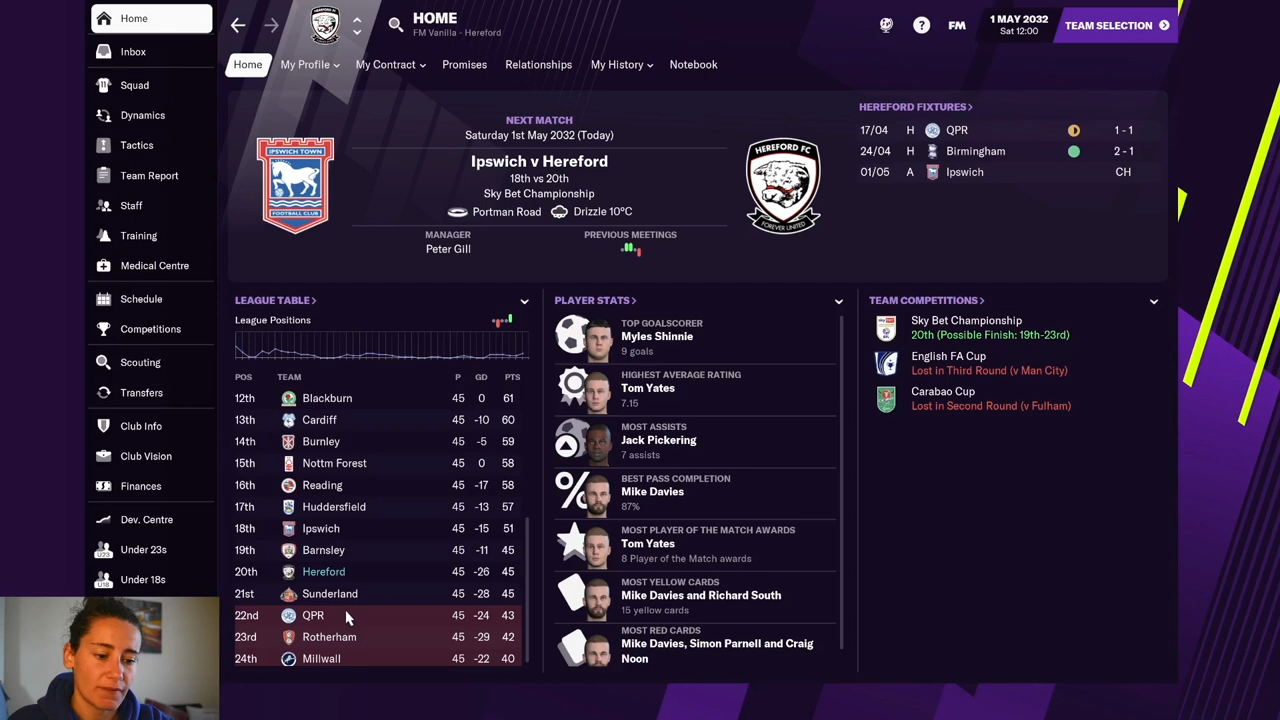 Home
Inbox
Squad
Dynamics
Tactics
Team Report
Staff
Training
Medical Centre
Schedule
Competitions
Scouting
Transfers
Club Info
Club Vision
Finances
Dev. Centre
U23 Under 23s
U18 Under 18s
HOME
FM Vanilla - Hereford
FM
1 MAY 2032
Sat 12:00
TEAM SELECTION
Home
My Profile
My Contract
Promises
Relationships
My History
Notebook
NEXT MATCH
Saturday 1st May 2032 (Today)
Ipswich v Hereford
18th vs 20th
Sky Bet Championship
Portman Road Drizzle 10°C
MANAGER
Peter Gill
PREVIOUS MEETINGS
IPSWICH TOWN
FOOTBALL CLUB
HEREFORD FC
FOREVER UNITED
HEREFORD FIXTURES
17/04 H QPR 1 - 1
24/04 H Birmingham 2 - 1
01/05 A Ipswich CH
LEAGUE TABLE
League Positions
POS TEAM P GD PTS
12th Blackburn 45 0 61
13th Cardiff 45 -10 60
14th Burnley 45 -5 59
15th Nottm Forest 45 0 58
16th Reading 45 -17 58
17th Huddersfield 45 -13 57
18th Ipswich 45 -15 51
19th Barnsley 45 -11 45
20th Hereford 45 -26 45
21st Sunderland 45 -28 45
22nd QPR 45 -24 43
23rd Rotherham 45 -29 42
24th Millwall 45 -22 40
PLAYER STATS
TOP GOALSCORER
Myles Shinnie
9 goals
HIGHEST AVERAGE RATING
Tom Yates
7.15
MOST ASSISTS
Jack Pickering
7 assists
BEST PASS COMPLETION
Mike Davies
87%
MOST PLAYER OF THE MATCH AWARDS
Tom Yates
8 Player of the Match awards
MOST YELLOW CARDS
Mike Davies and Richard South
15 yellow cards
MOST RED CARDS
Mike Davies, Simon Parnell and Craig
Noon
TEAM COMPETITIONS
Sky Bet Championship
20th (Possible Finish: 19th-23rd)
English FA Cup
Lost in Third Round (v Man City)
Carabao Cup
Lost in Second Round (v Fulham)